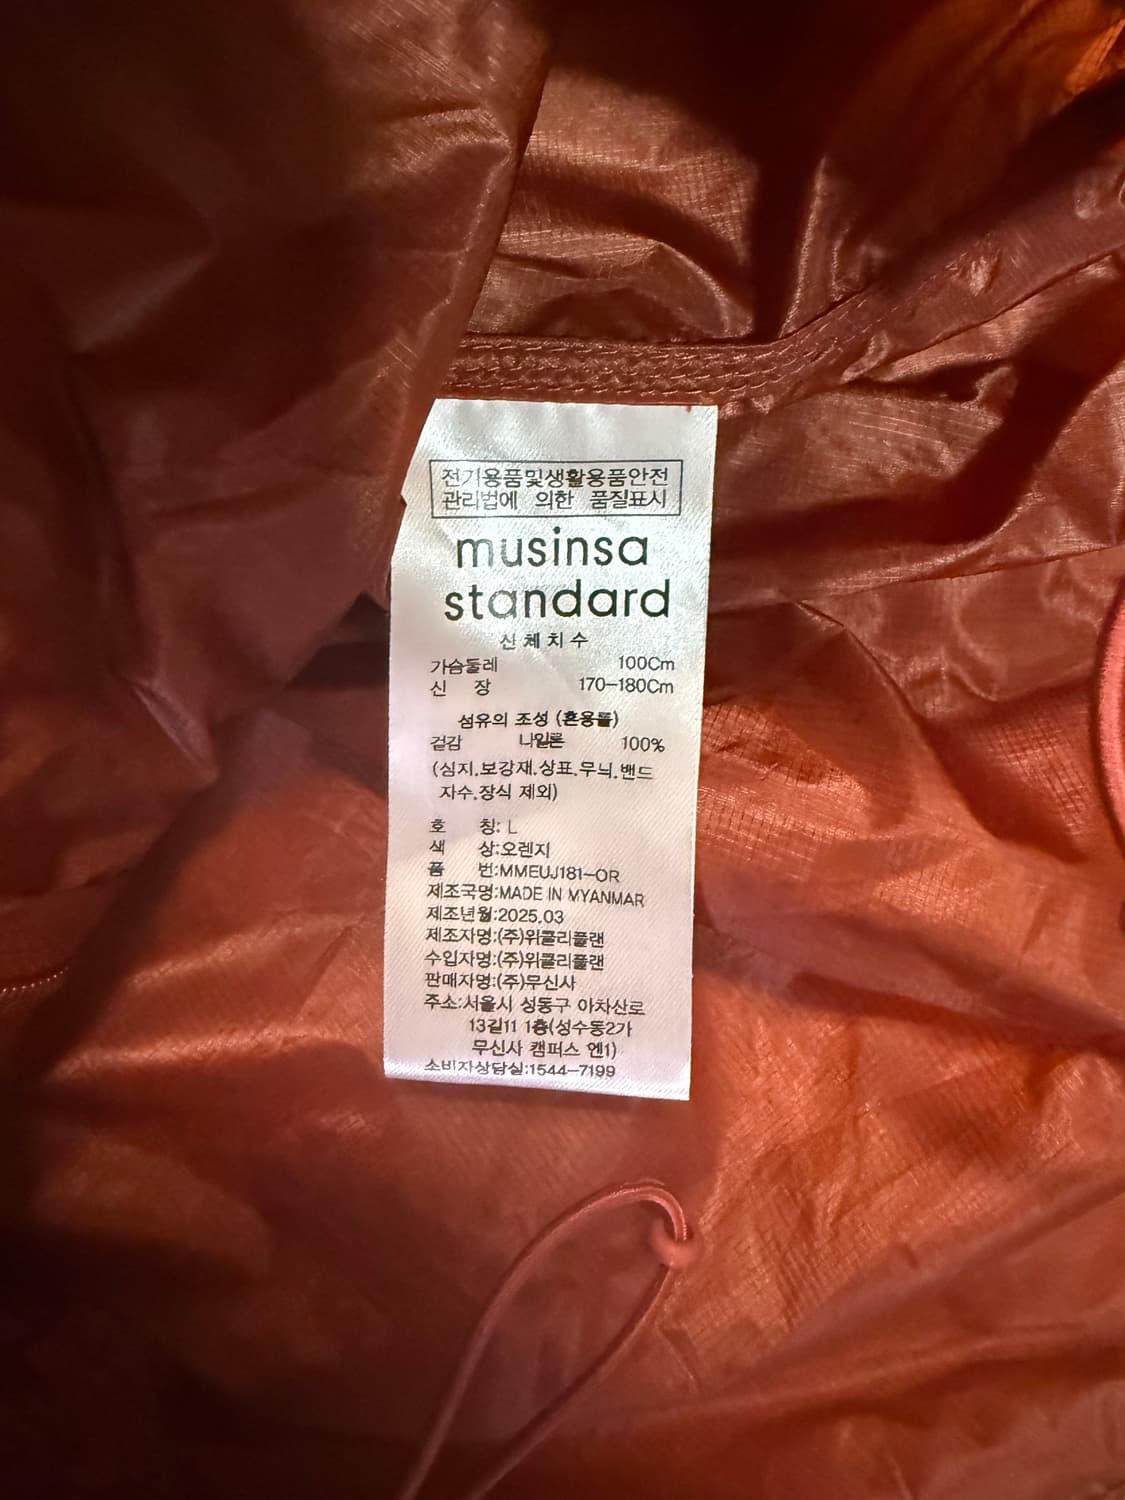 전기용품및생활용품안전
관리법에 의한 품질표시
musinsa
standard
신체치수
가슴둘레 100Cm
신 장 170-180Cm
섬유의 조성 (혼용률)
겉감 나일론 100%
(심지.보강재.상표.무늬.밴드
자수.장식 제외)
호 칭: L
색 상:오렌지
품 번:MMEUJ181-OR
제조국명:MADE IN MYANMAR
제조년월:2025.03
제조자명:(주)위클리플랜
수입자명:(주)위클리플랜
판매자명:(주)무신사
주소:서울시 성동구 아차산로
13길11 1층(성수동2가
무신사 캠퍼스 엔1)
소비자상담실:1544-7199